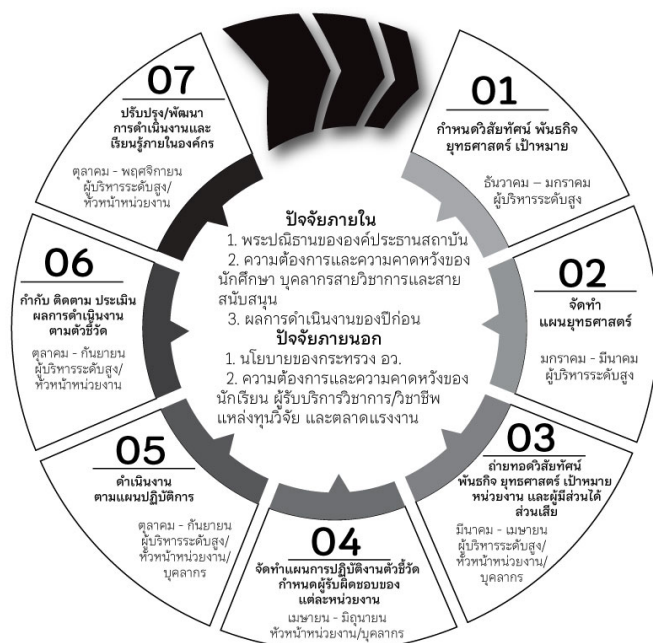 01
กำหนดวิสัยทัศน์ พันธกิจ
ยุทธศาสตร์ เป้าหมาย
ธันวาคม – มกราคม
ผู้บริหารระดับสูง
02
จัดทำ
แผนยุทธศาสตร์
มกราคม - มีนาคม
ผู้บริหารระดับสูง
03
ถ่ายทอดวิสัยทัศน์
พันธกิจ ยุทธศาสตร์ เป้าหมาย
หน่วยงาน และผู้มีส่วนได้
ส่วนเสีย
มีนาคม - เมษายน
ผู้บริหารระดับสูง/
หัวหน้าหน่วยงาน/
บุคลากร
04
จัดทำแผนการปฏิบัติงานตัวชี้วัด
กำหนดผู้รับผิดชอบของ
แต่ละหน่วยงาน
เมษายน - มิถุนายน
หัวหน้าหน่วยงาน/บุคลากร
05
ดำเนินงาน
ตามแผนปฏิบัติการ
ตุลาคม - กันยายน
ผู้บริหารระดับสูง/
หัวหน้าหน่วยงาน/
บุคลากร
06
กำกับ ติดตาม ประเมิน
ผลการดำเนินงาน
ตามตัวชี้วัด
ตุลาคม - กันยายน
ผู้บริหารระดับสูง/
หัวหน้าหน่วยงาน
07
ปรับปรุง/พัฒนา
การดำเนินงานและ
เรียนรู้ภายในองค์กร
ตุลาคม - พฤศจิกายน
ผู้บริหารระดับสูง/
หัวหน้าหน่วยงาน
ปัจจัยภายใน
1. พระปณิธานขององค์ประธานสถาบัน
2. ความต้องการและความคาดหวังของ
นักศึกษา บุคลากรสายวิชาการและสาย
สนับสนุน
3. ผลการดำเนินงานของปีก่อน
ปัจจัยภายนอก
1. นโยบายของกระทรวง อว.
2. ความต้องการและความคาดหวังของ
นักเรียน ผู้รับบริการวิชาการ/วิชาชีพ
แหล่งทุนวิจัย และตลาดแรงงาน